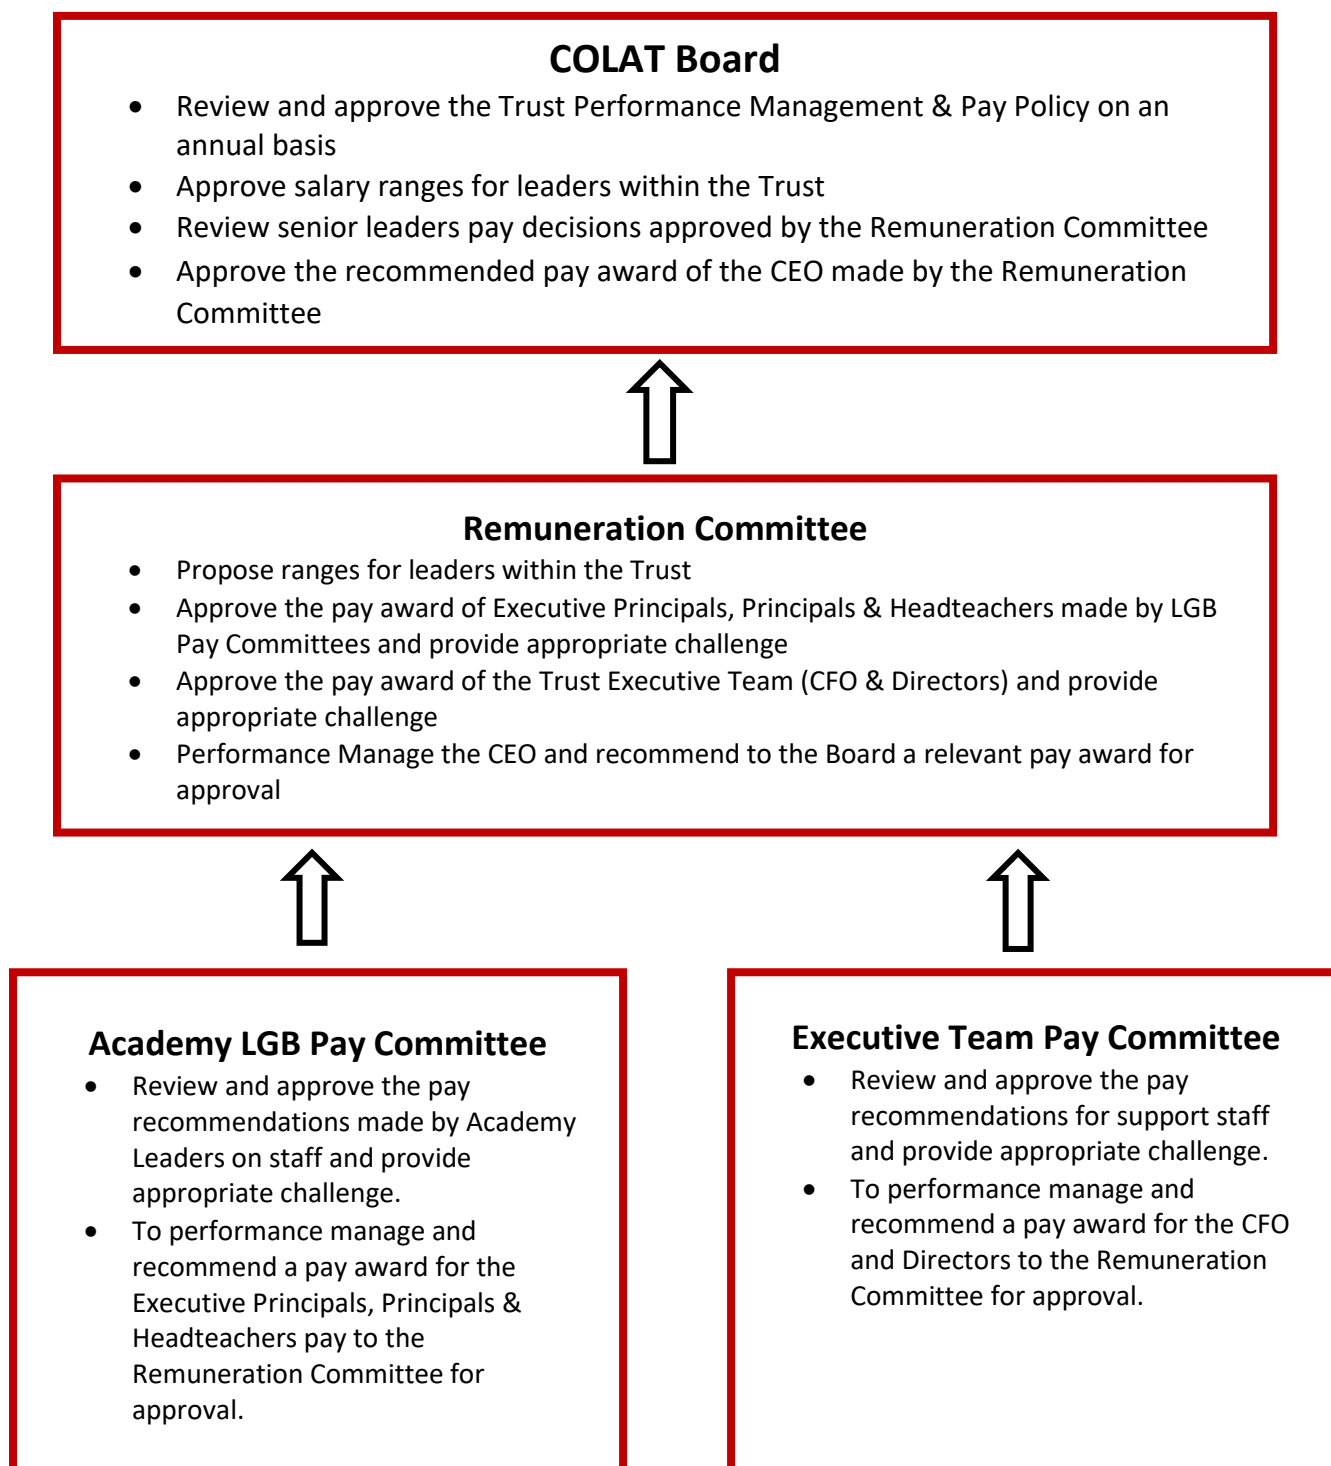 COLAT Board
• Review and approve the Trust Performance Management & Pay Policy on an
annual basis
• Approve salary ranges for leaders within the Trust
• Review senior leaders pay decisions approved by the Remuneration Committee
• Approve the recommended pay award of the CEO made by the Remuneration
Committee
Remuneration Committee
• Propose ranges for leaders within the Trust
• Approve the pay award of Executive Principals, Principals & Headteachers made by LGB
Pay Committees and provide appropriate challenge
• Approve the pay award of the Trust Executive Team (CFO & Directors) and provide
appropriate challenge
• Performance Manage the CEO and recommend to the Board a relevant pay award for
approval
Academy LGB Pay Committee
• Review and approve the pay
recommendations made by Academy
Leaders on staff and provide
appropriate challenge.
• To performance manage and
recommend a pay award for the
Executive Principals, Principals &
Headteachers pay to the
Remuneration Committee for
approval.
Executive Team Pay Committee
• Review and approve the pay
recommendations for support staff
and provide appropriate challenge.
• To performance manage and
recommend a pay award for the CFO
and Directors to the Remuneration
Committee for approval.